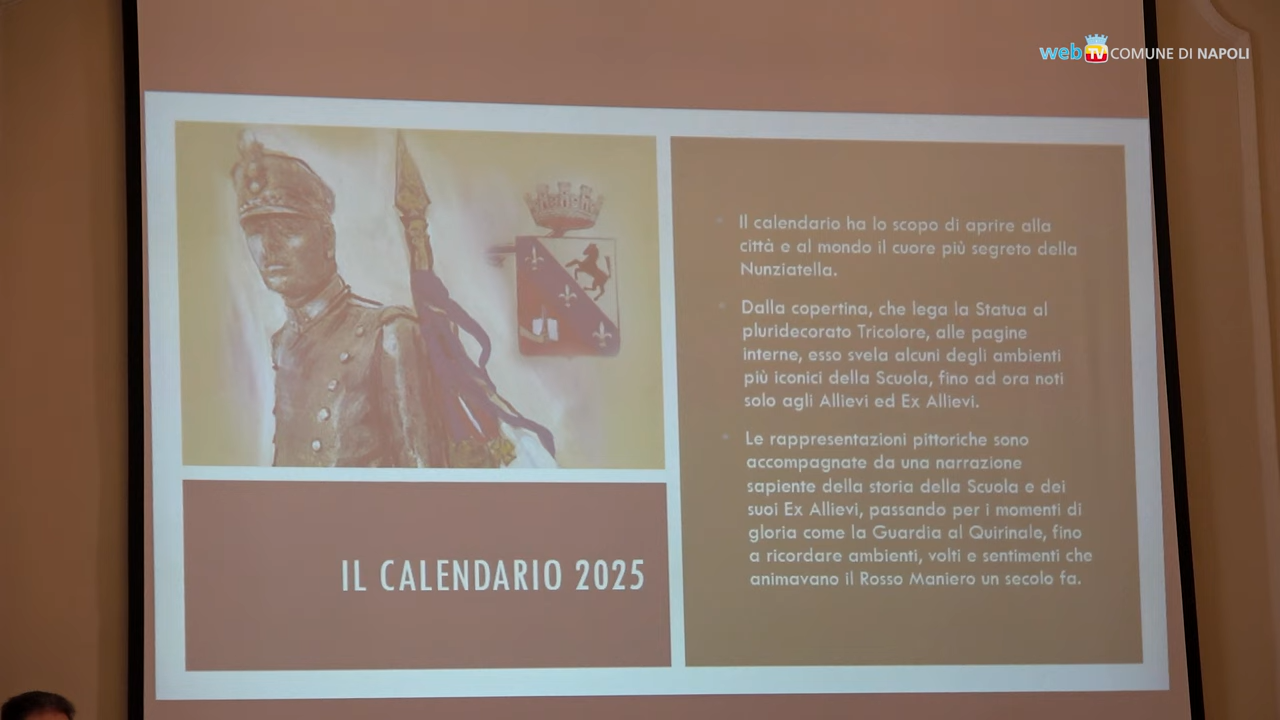 web TV COMUNE DI NAPOLI
Il calendario ha lo scopo di aprire alla
città e al mondo il cuore più segreto della
Nunziatella.
Dalla copertina, che lega la Statua al
pluridecorato Tricolore, alle pagine
interne, esso svela alcuni degli ambienti
più iconici della Scuola, fino ad ora noti
solo agli Allievi ed Ex Allievi.
Le rappresentazioni pittoriche sono
accompagnate da una narrazione
sapiente della storia della Scuola e dei
suoi Ex Allievi, passando per i momenti di
gloria come la Guardia al Quirinale, fino
a ricordare ambienti, volti e sentimenti che
animavano il Rosso Maniero un secolo fa.
IL CALENDARIO 2025